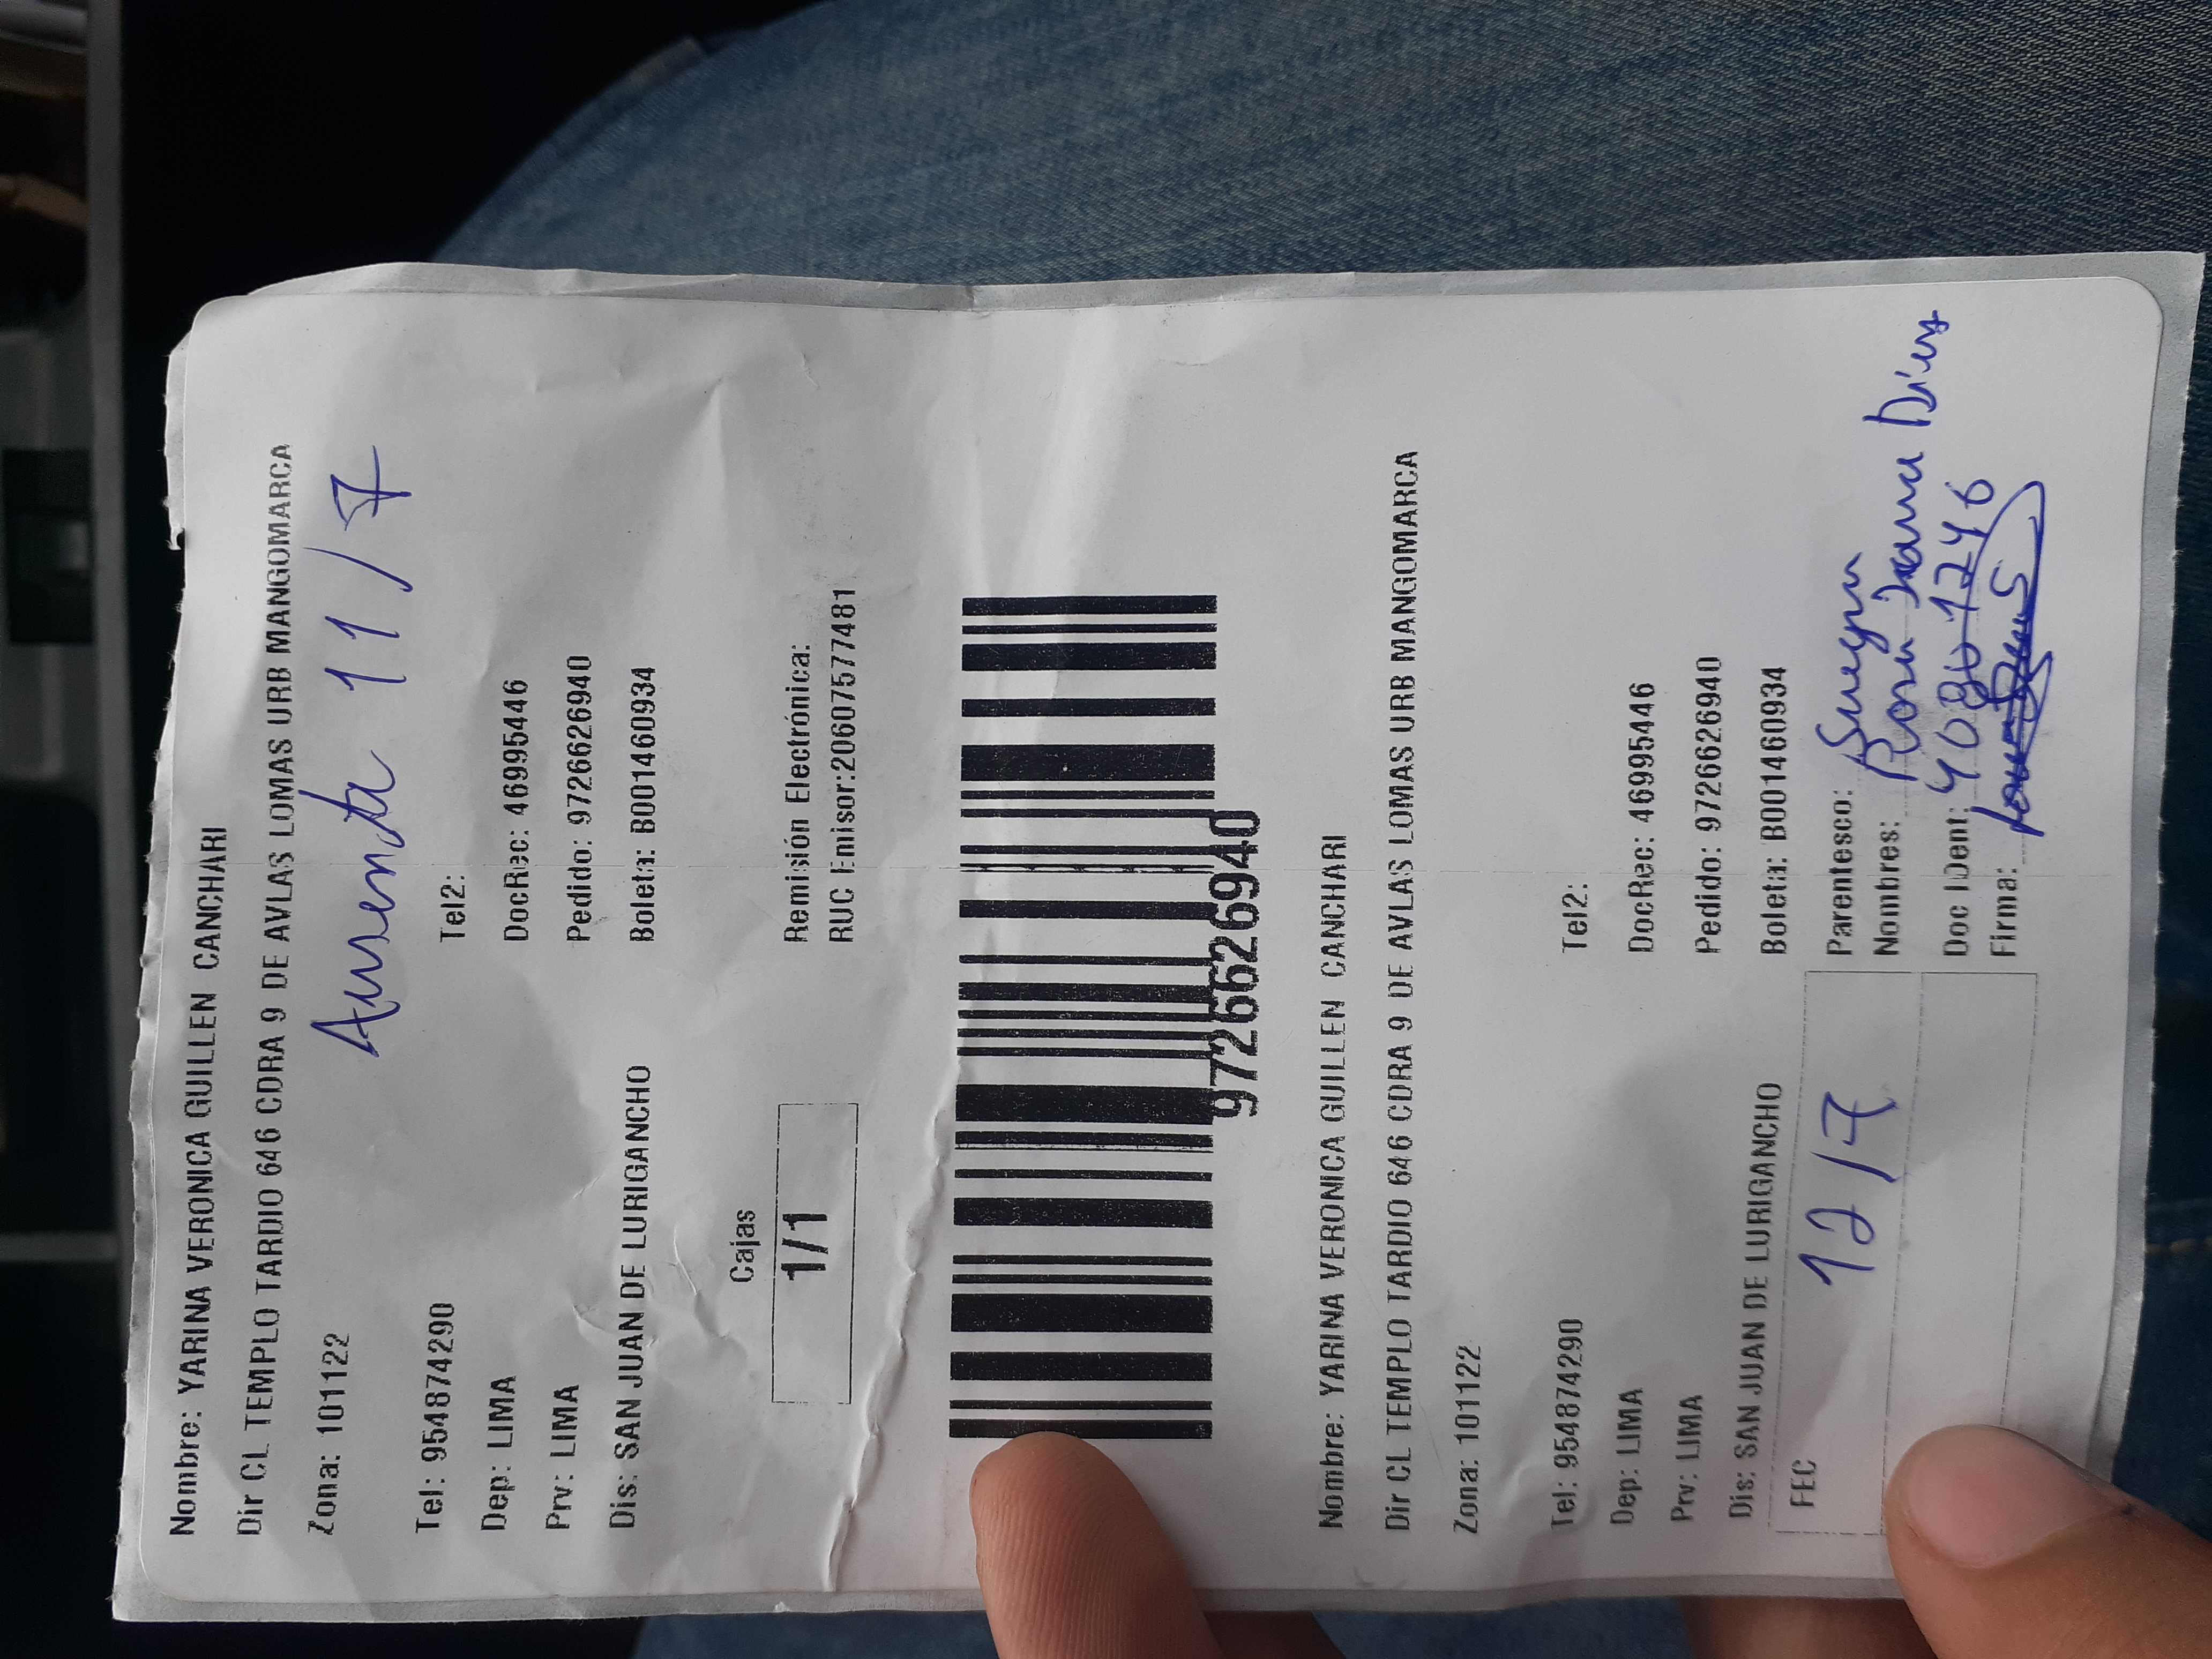 Nombre: YARINA VERONICA GUILLEN CANCHARI
Dir CL TEMPLO TARDIO 646 CDRA 9 DE AVLAS LOMAS URB MANGOMARCA
Zona: 101122
Ausente 11/7
Tel: 954874290 Tel2:
Dep: LIMA DocRec: 46995446
Prv: LIMA Pedido: 9726626940
Dis: SAN JUAN DE LURIGANCHO Boleta: B001460934
Cajas
1/1
Remisión Electrónica:
RUC Emisor:20607577481
9726626940
Nombre: YARINA VERONICA GUILLEN CANCHARI
Dir CL TEMPLO TARDIO 646 CDRA 9 DE AVLAS LOMAS URB MANGOMARCA
Zona: 101122
Tel: 954874290 Tel2:
Dep: LIMA DocRec: 46995446
Prv: LIMA Pedido: 9726626940
Dis: SAN JUAN DE LURIGANCHO Boleta: B001460934
FEC 12/7
Parentesco: Suegra
Nombres: Rosa
Doc IDent:
Firma: